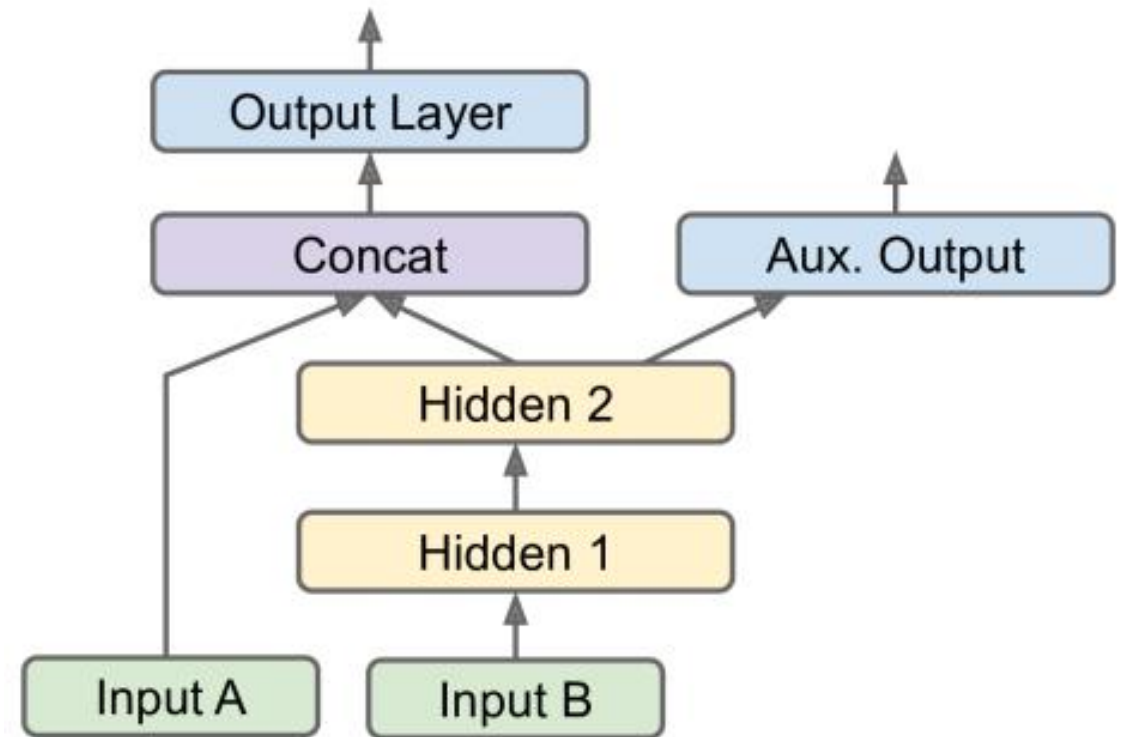 Output Layer
Concat
Aux. Output
Hidden 2
Hidden 1
Input A
Input B